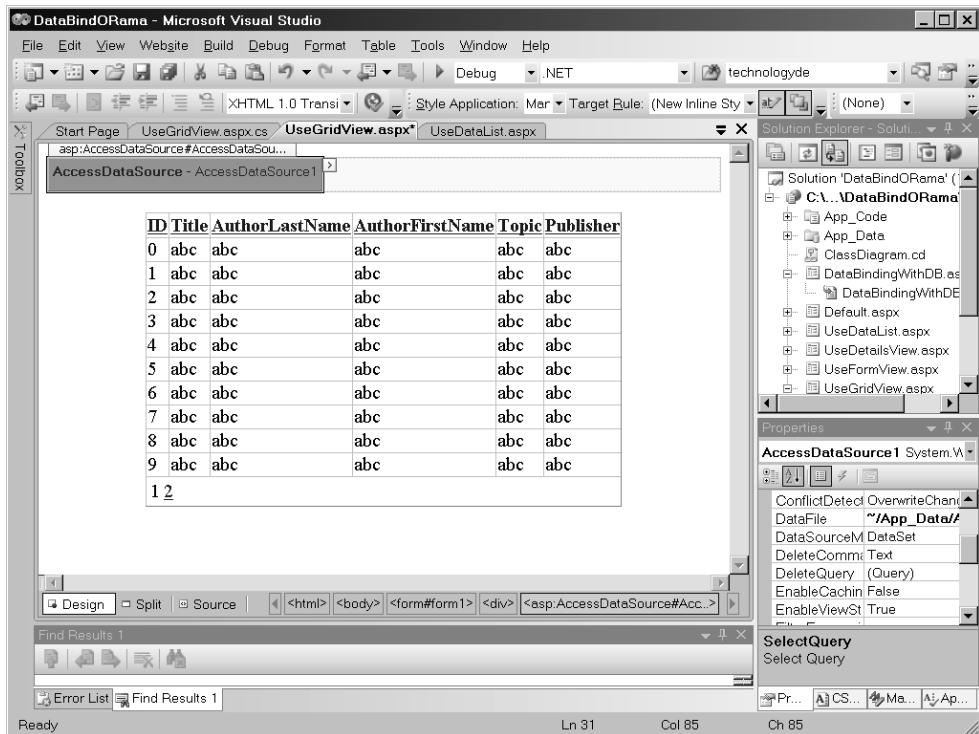 DataBindORama - Microsoft Visual Studio
File Edit View Website Build Debug Format Table Tools Window Help
Debug .NET technologyde
XHTML 1.0 Transi Style Application: Mar Target Rule: (New Inline Sty ab (None)
Toolbox
Start Page UseGridView.aspx.cs UseGridView.aspx* UseDataList.aspx
asp:AccessDataSource#AccessDataSou...
AccessDataSource - AccessDataSource1
ID Title AuthorLastName AuthorFirstName Topic Publisher
0 abc abc abc abc abc
1 abc abc abc abc abc
2 abc abc abc abc abc
3 abc abc abc abc abc
4 abc abc abc abc abc
5 abc abc abc abc abc
6 abc abc abc abc abc
7 abc abc abc abc abc
8 abc abc abc abc abc
9 abc abc abc abc abc
1 2
Design Split Source <html> <body> <form#form1> <div> <asp:AccessDataSource#Acc...>
Find Results 1
Error List Find Results 1
Solution Explorer - Soluti...
Solution 'DataBindORama' (
C:\...\DataBindORama
App_Code
App_Data
ClassDiagram.cd
DataBindingWithDB.as
DataBindingWithDE
Default.aspx
UseDataList.aspx
UseDetailsView.aspx
UseFormView.aspx
UseGridView.aspx
Properties
AccessDataSource1 System.W
ConflictDetect OverwriteChan
DataFile ~/App_Data/A
DataSourceM DataSet
DeleteComma Text
DeleteQuery (Query)
EnableCachin False
EnableViewSt True
SelectQuery
Select Query
Pr... CS... Ma... Ap...
Ready Ln 31 Col 85 Ch 85